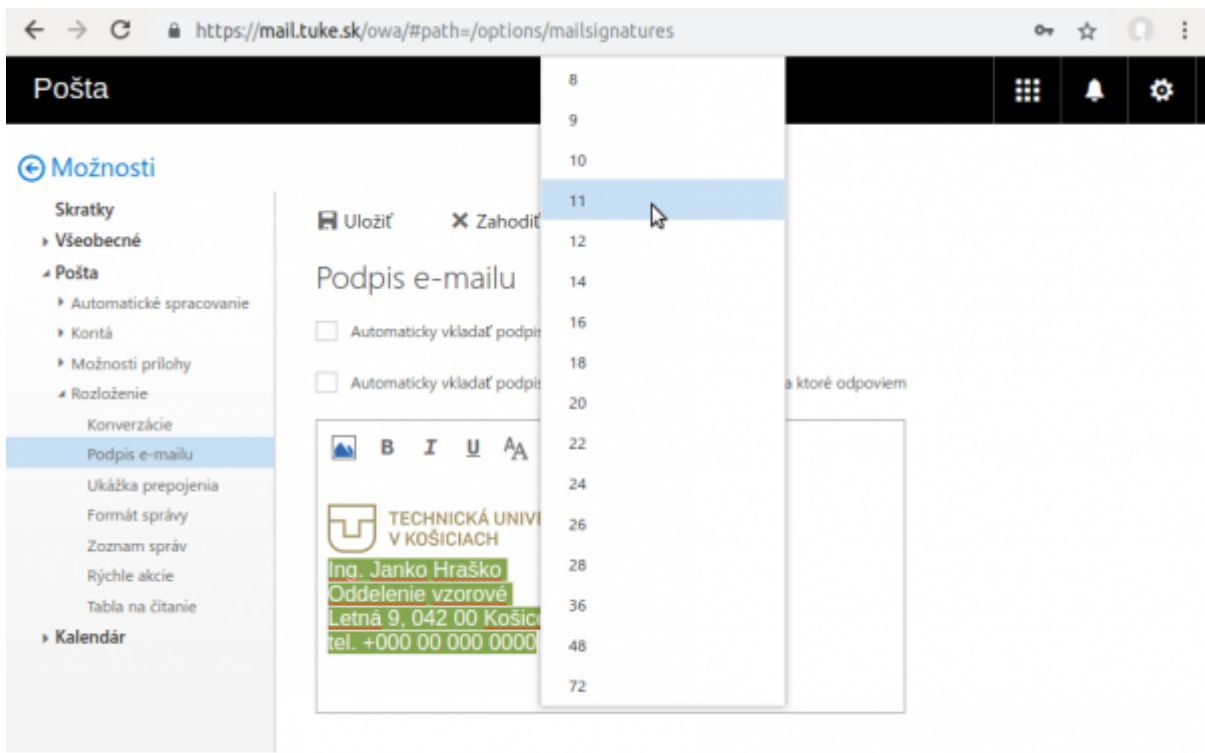 https://mail.tuke.sk/owa/#path=/options/mailsignatures
Pošta
Možnosti
Skratky
Všeobecné
Pošta
Automatické spracovanie
Kontá
Možnosti prílohy
Rozloženie
Konverzácie
Podpis e-mailu
Ukážka prepojenia
Formát správy
Zoznam správ
Rýchle akcie
Tabla na čítanie
Kalendár
Uložiť Zahodiť
Podpis e-mailu
Automaticky vkladať podpis
Automaticky vkladať podpis a ktoré odpoviem
B I U AA
TECHNICKÁ
V KOŠICIACH
Ing. Janko Hraško
Oddelenie vzorové
Letná 9, 042 00 Košice
tel. +000 00 000 0000
8
9
10
11
12
14
16
18
20
22
24
26
28
36
48
72